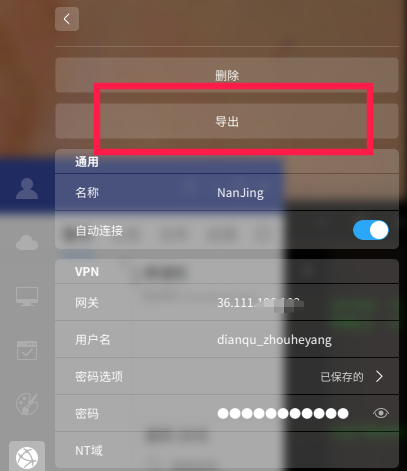 删除
导出
通用
名称 NanJing
自动连接
VPN
网关 36.111.
用户名 dianqu_zhouheyang
密码选项 已保存的
密码 ●●●●●●●●●●●
NT域